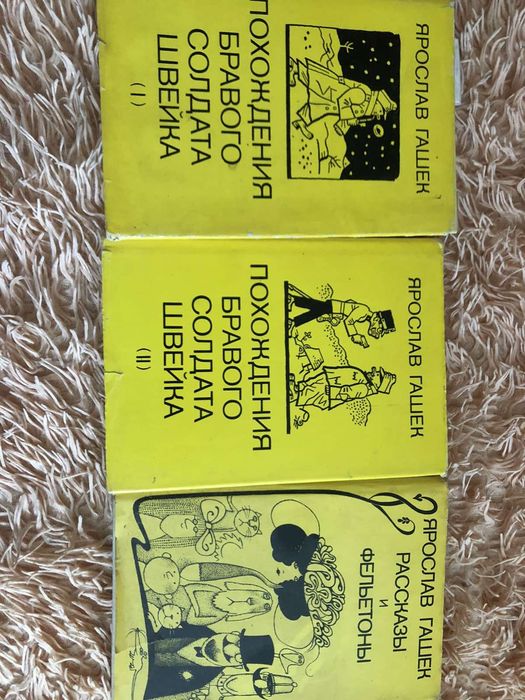 ЯРОСЛАВ ГАШЕК
ПОХОЖДЕНИЯ
БРАВОГО
СОЛДАТА
ШВЕЙКА
(I)
ЯРОСЛАВ ГАШЕК
ПОХОЖДЕНИЯ
БРАВОГО
СОЛДАТА
ШВЕЙКА
(II)
ЯРОСЛАВ ГАШЕК
РАССКАЗЫ
И
ФЕЛЬЕТОНЫ